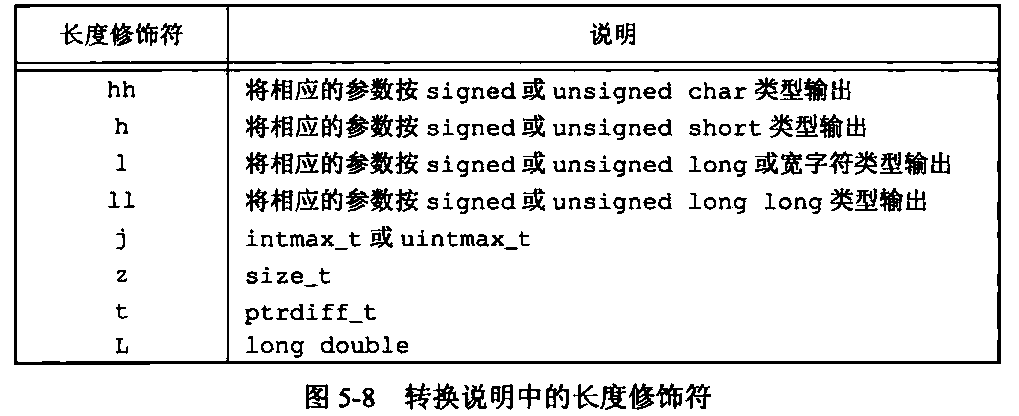 长度修饰符 说明
hh 将相应的参数按 signed 或 unsigned char 类型输出
h 将相应的参数按 signed 或 unsigned short 类型输出
l 将相应的参数按 signed 或 unsigned long 或宽字符类型输出
ll 将相应的参数按 signed 或 unsigned long long 类型输出
j intmax_t 或 uintmax_t
z size_t
t ptrdiff_t
L long double
图 5-8 转换说明中的长度修饰符